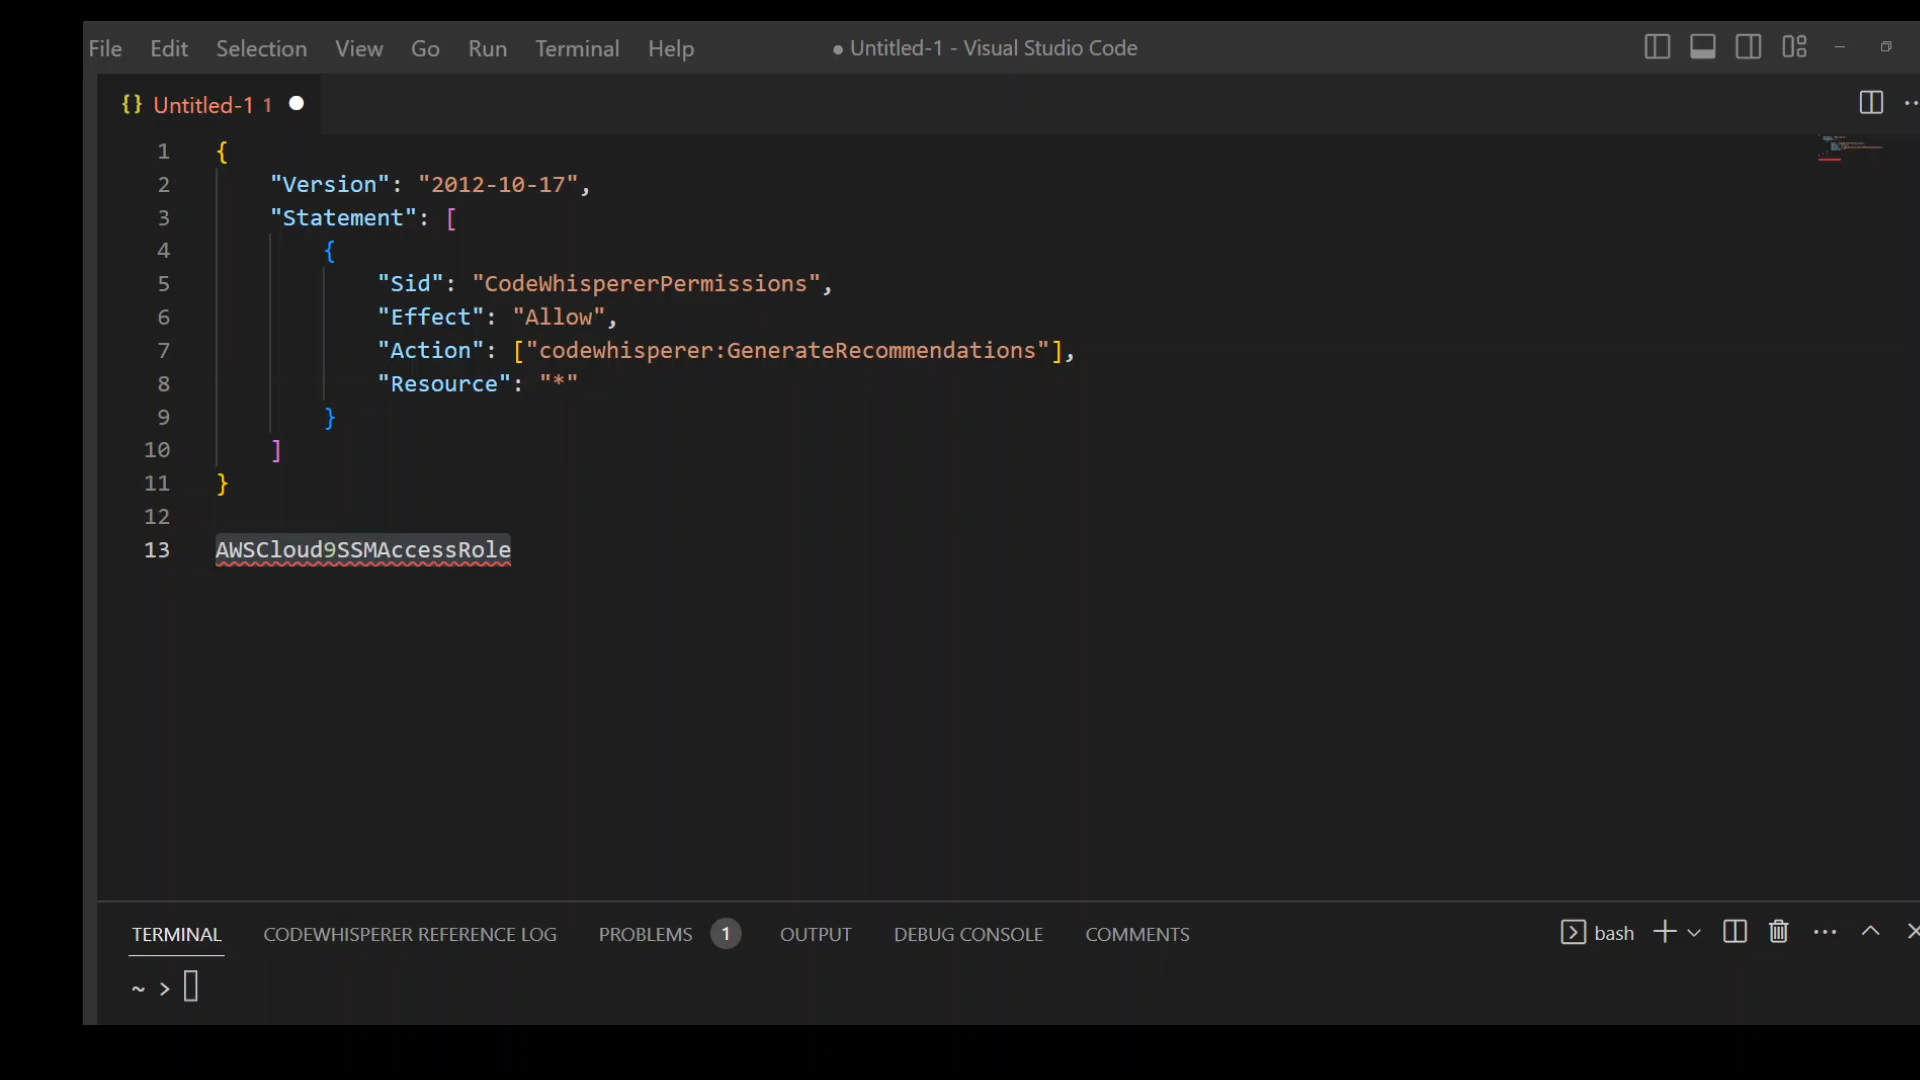 File Edit Selection View Go Run Terminal Help ● Untitled-1 - Visual Studio Code
{} Untitled-1 1 ●
1 {
2     "Version": "2012-10-17",
3     "Statement": [
4         {
5             "Sid": "CodeWhispererPermissions",
6             "Effect": "Allow",
7             "Action": ["codewhisperer:GenerateRecommendations"],
8             "Resource": "*"
9         }
10     ]
11 }
12
13 AWSCloud9SSMAccessRole
TERMINAL CODEWHISPERER REFERENCE LOG PROBLEMS 1 OUTPUT DEBUG CONSOLE COMMENTS bash
~ >